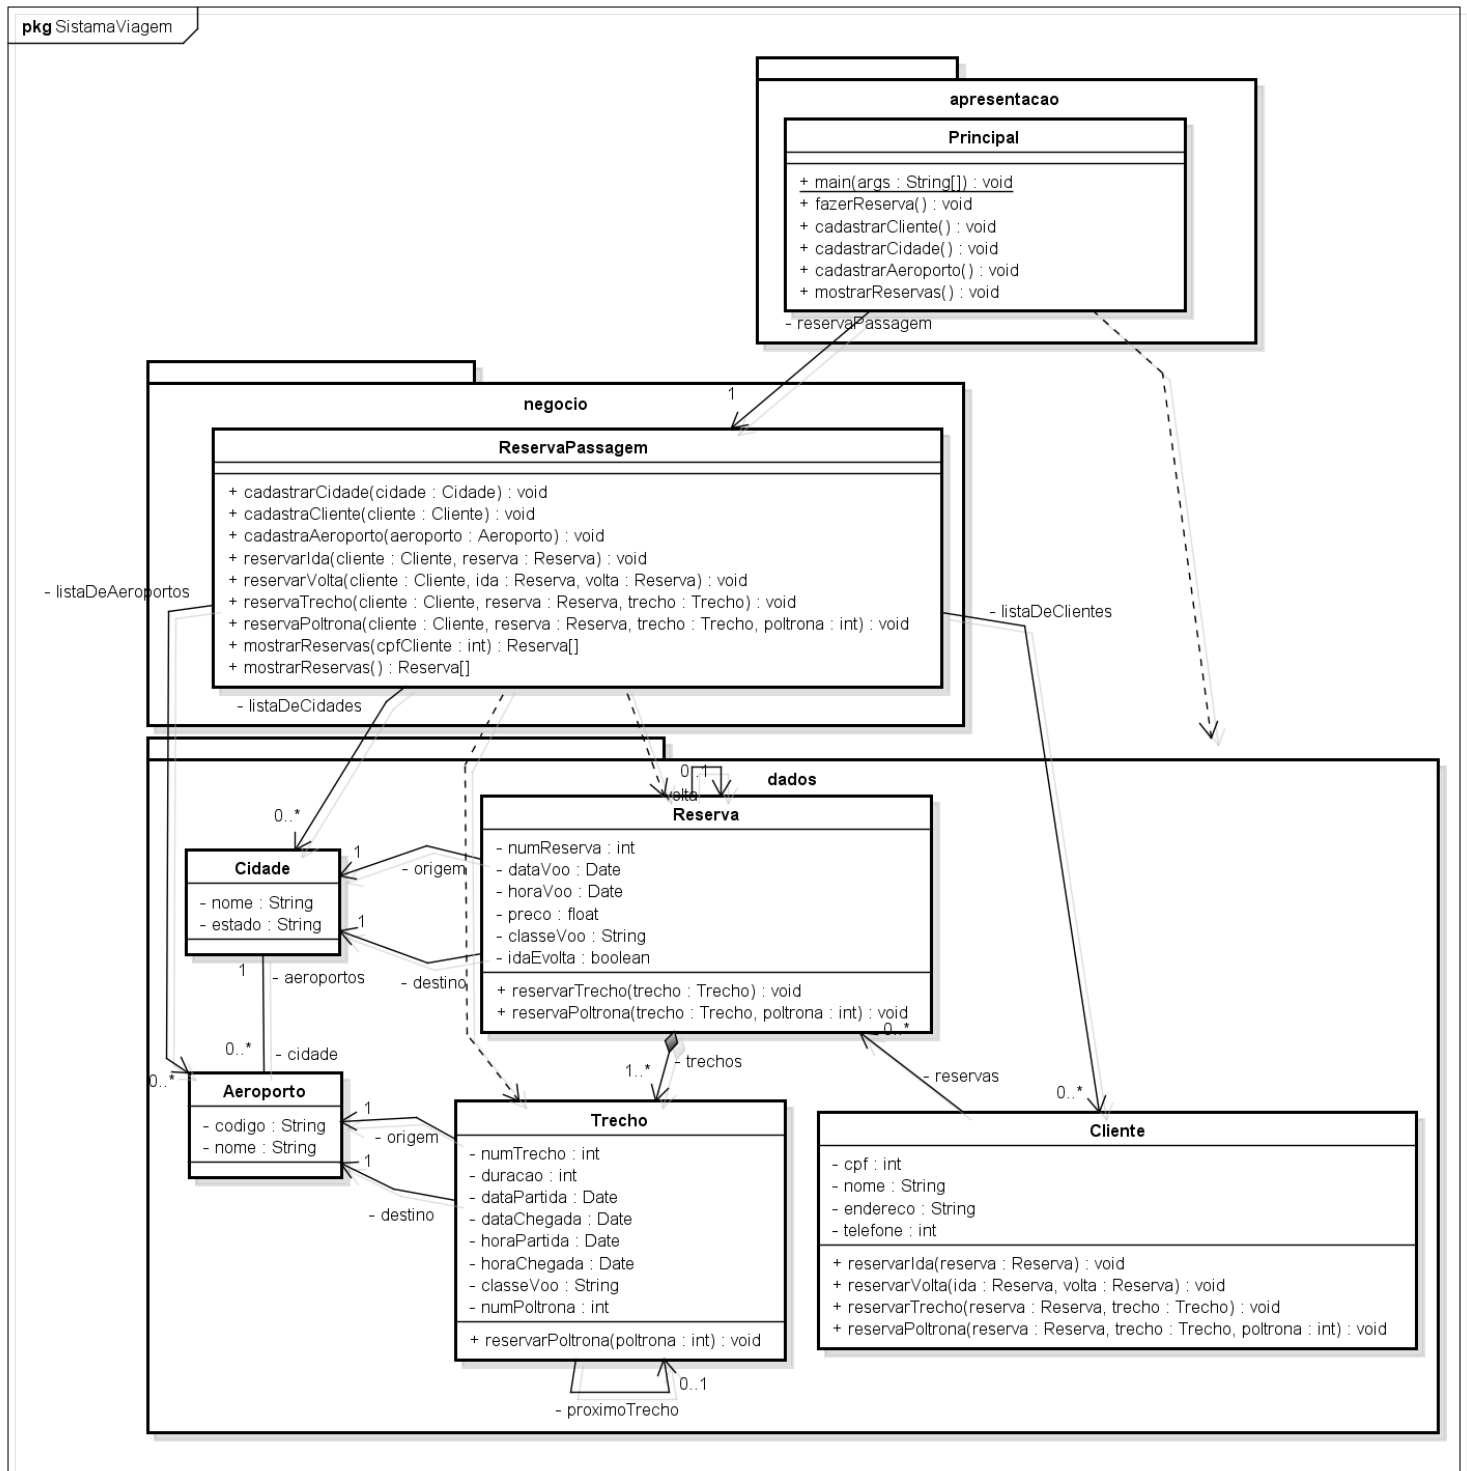 pkg SistamaViagem
apresentacao
Principal
+ main(args : String[]) : void
+ fazerReserva() : void
+ cadastrarCliente() : void
+ cadastrarCidade() : void
+ cadastrarAeroporto() : void
+ mostrarReservas() : void
- reservaPassagem
1
negocio
ReservaPassagem
+ cadastrarCidade(cidade : Cidade) : void
+ cadastraCliente(cliente : Cliente) : void
+ cadastraAeroporto(aeroporto : Aeroporto) : void
+ reservarIda(cliente : Cliente, reserva : Reserva) : void
+ reservarVolta(cliente : Cliente, ida : Reserva, volta : Reserva) : void
+ reservaTrecho(cliente : Cliente, reserva : Reserva, trecho : Trecho) : void
+ reservaPoltrona(cliente : Cliente, reserva : Reserva, trecho : Trecho, poltrona : int) : void
+ mostrarReservas(cpfCliente : int) : Reserva[]
+ mostrarReservas() : Reserva[]
- listaDeAeroportos
- listaDeClientes
- listaDeCidades
dados
0..1
volta
Reserva
- numReserva : int
- dataVoo : Date
- horaVoo : Date
- preco : float
- classeVoo : String
- idaEvolta : boolean
+ reservarTrecho(trecho : Trecho) : void
+ reservaPoltrona(trecho : Trecho, poltrona : int) : void
0..*
Cidade
- nome : String
- estado : String
1
- origem
1
- destino
1
- aeroportos
0..*
- cidade
0..*
Aeroporto
- codigo : String
- nome : String
1
- origem
1
- destino
1..*
- trechos
0..*
- reservas
0..*
Trecho
- numTrecho : int
- duracao : int
- dataPartida : Date
- dataChegada : Date
- horaPartida : Date
- horaChegada : Date
- classeVoo : String
- numPoltrona : int
+ reservarPoltrona(poltrona : int) : void
0..1
- proximoTrecho
Cliente
- cpf : int
- nome : String
- endereco : String
- telefone : int
+ reservarIda(reserva : Reserva) : void
+ reservarVolta(ida : Reserva, volta : Reserva) : void
+ reservarTrecho(reserva : Reserva, trecho : Trecho) : void
+ reservaPoltrona(reserva : Reserva, trecho : Trecho, poltrona : int) : void